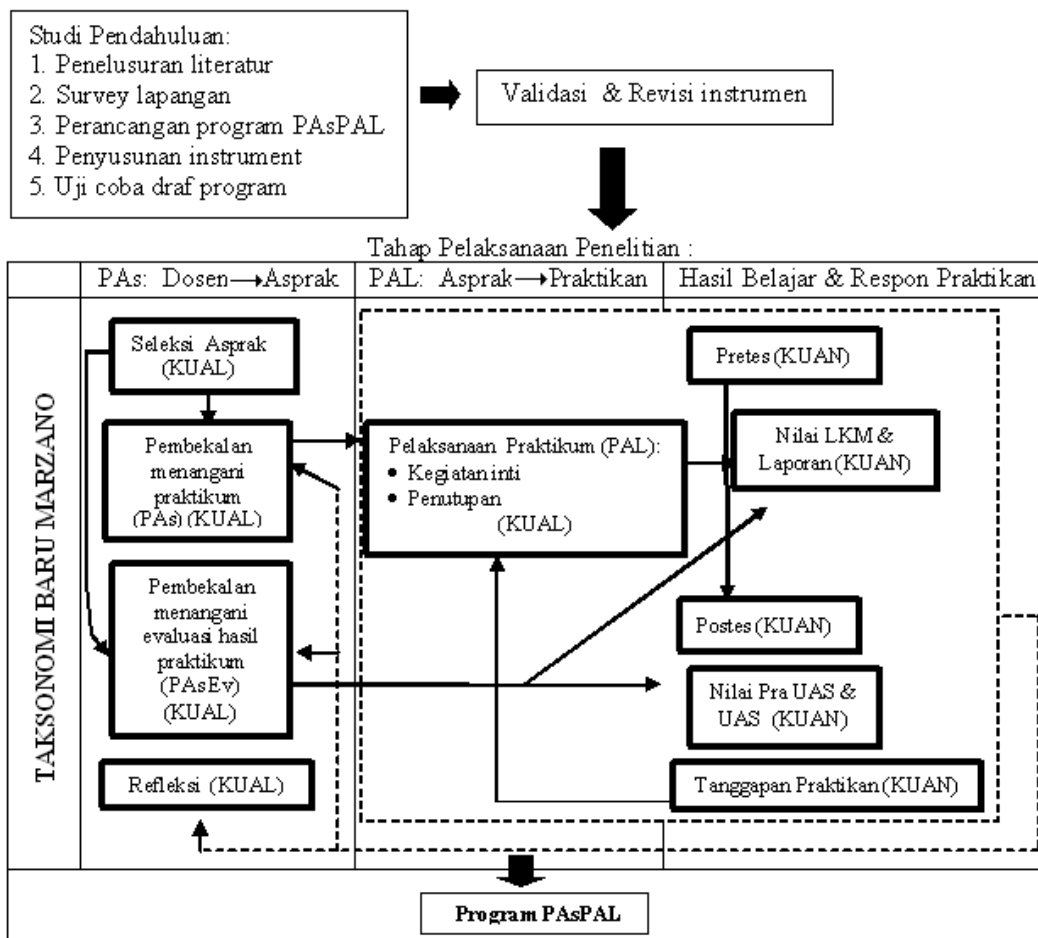 Studi Pendahuluan:
1. Penelusuran literatur
2. Survey lapangan
3. Perancangan program PAsPAL
4. Penyusunan instrument
5. Uji coba draf program
Validasi & Revisi instrumen
Tahap Pelaksanaan Penelitian :
PAs: Dosen→Asprak
PAL: Asprak→Praktikan
Hasil Belajar & Respon Praktikan
TAKSONOMI BARU MARZANO
Seleksi Asprak
(KUAL)
Pembekalan
menangani
praktikum
(PAs) (KUAL)
Pembekalan
menangani
evaluasi hasil
praktikum
(PAsEv)
(KUAL)
Refleksi (KUAL)
Pelaksanaan Praktikum (PAL):
• Kegiatan inti
• Penutupan
(KUAL)
Pretes (KUAN)
Nilai LKM &
Laporan (KUAN)
Postes (KUAN)
Nilai Pra UAS &
UAS (KUAN)
Tanggapan Praktikan (KUAN)
Program PAsPAL